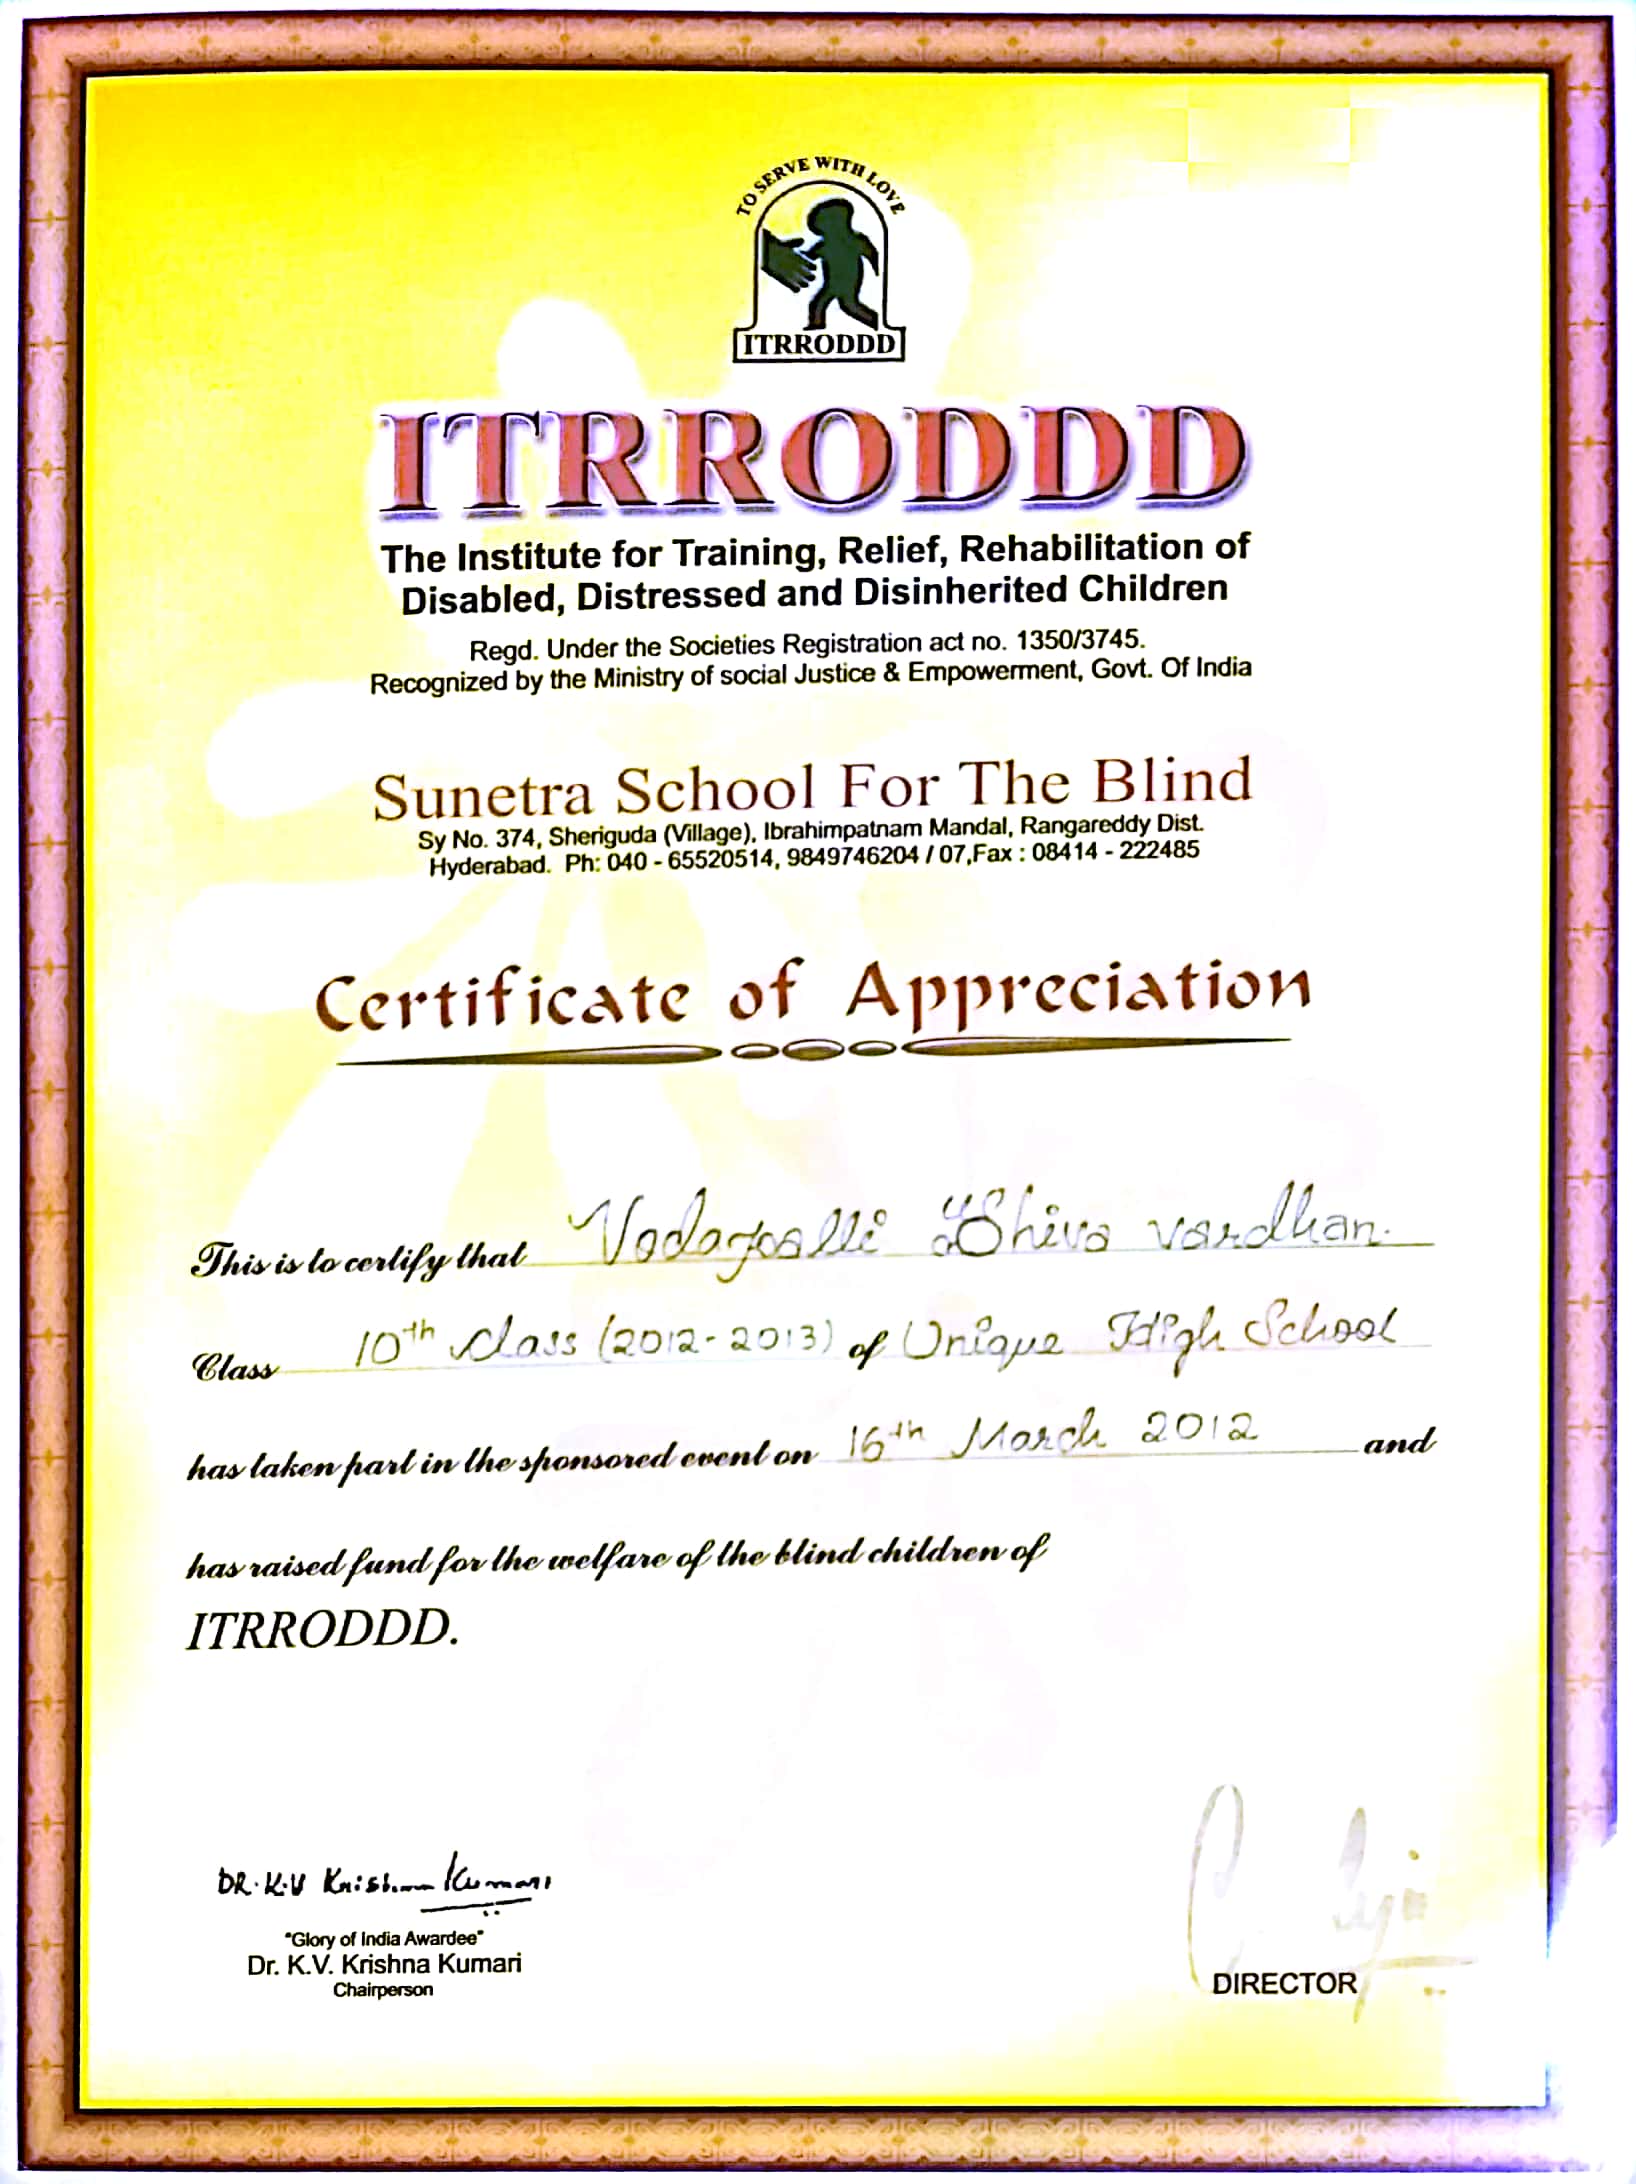 TO SERVE WITH LOVE
ITRRODDD
ITRRODDD
The Institute for Training, Relief, Rehabilitation of
Disabled, Distressed and Disinherited Children
Regd. Under the Societies Registration act no. 1350/3745.
Recognized by the Ministry of social Justice & Empowerment, Govt. Of India
Sunetra School For The Blind
Sy No. 374, Sheriguda (Village), Ibrahimpatnam Mandal, Rangareddy Dist.
Hyderabad. Ph: 040 - 65520514, 9849746204 / 07,Fax : 08414 - 222485
Certificate of Appreciation
This is to certify that Vodagoalli Shiva vardhan.
Class 10th class (2012-2013) of Unique High School
has taken part in the sponsored event on 16th March 2012 and
has raised fund for the welfare of the blind children of
ITRRODDD.
DR. K.V Krishna Kumari
"Glory of India Awardee"
Dr. K.V. Krishna Kumari
Chairperson
DIRECTOR